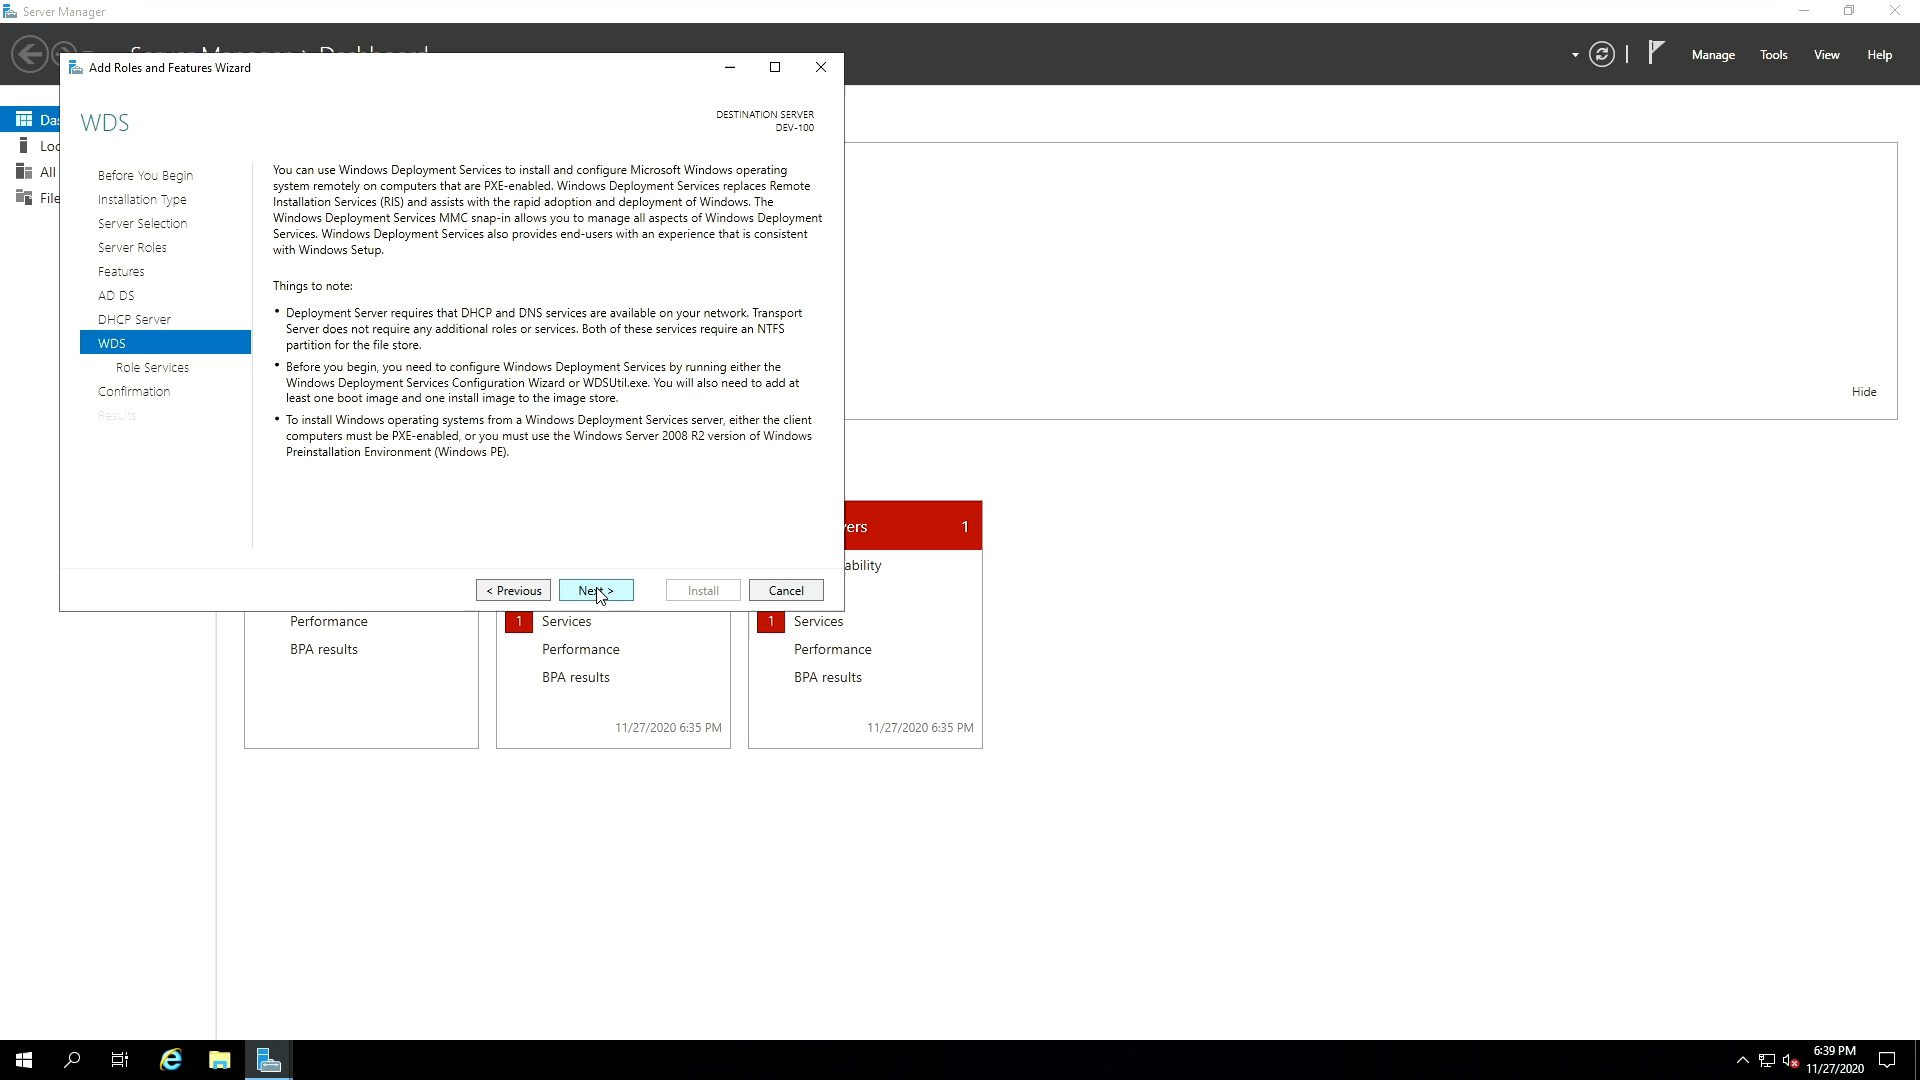 Server Manager
Manage
Tools
View
Help
Add Roles and Features Wizard
WDS
DESTINATION SERVER
DEV-100
Before You Begin
Installation Type
Server Selection
Server Roles
Features
AD DS
DHCP Server
WDS
Role Services
Confirmation
Results
You can use Windows Deployment Services to install and configure Microsoft Windows operating
system remotely on computers that are PXE-enabled. Windows Deployment Services replaces Remote
Installation Services (RIS) and assists with the rapid adoption and deployment of Windows. The
Windows Deployment Services MMC snap-in allows you to manage all aspects of Windows Deployment
Services. Windows Deployment Services also provides end-users with an experience that is consistent
with Windows Setup.
Things to note:
• Deployment Server requires that DHCP and DNS services are available on your network. Transport
Server does not require any additional roles or services. Both of these services require an NTFS
partition for the file store.
• Before you begin, you need to configure Windows Deployment Services by running either the
Windows Deployment Services Configuration Wizard or WDSUtil.exe. You will also need to add at
least one boot image and one install image to the image store.
• To install Windows operating systems from a Windows Deployment Services server, either the client
computers must be PXE-enabled, or you must use the Windows Server 2008 R2 version of Windows
Preinstallation Environment (Windows PE).
< Previous
Next >
Install
Cancel
Das
Loc
All
File
Hide
vers 1
ability
Performance
BPA results
1 Services
Performance
BPA results
11/27/2020 6:35 PM
1 Services
Performance
BPA results
11/27/2020 6:35 PM
6:39 PM
11/27/2020